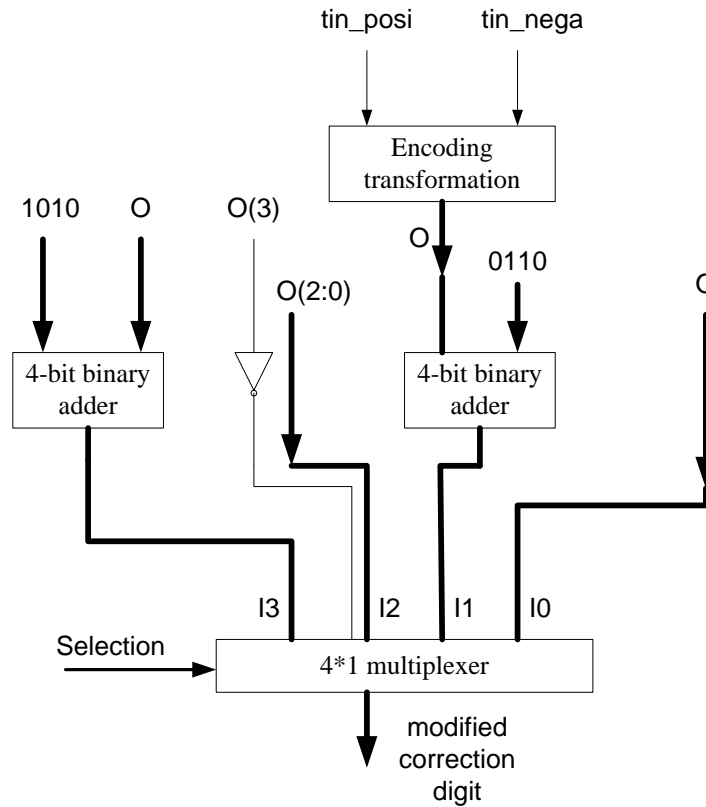 tin_posi tin_nega
Encoding
transformation
1010 O O(3)
O
0110
O(2:0)
4-bit binary
adder
4-bit binary
adder
I3 I2 I1 I0
Selection
4*1 multiplexer
modified
correction
digit